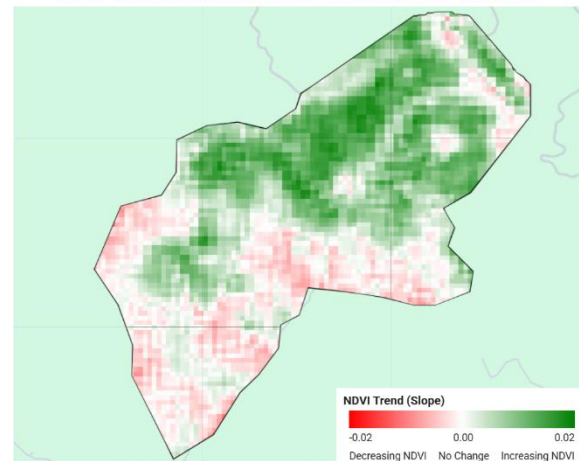 NDVI Trend (Slope)
-0.02 0.00 0.02
Decreasing NDVI No Change Increasing NDVI